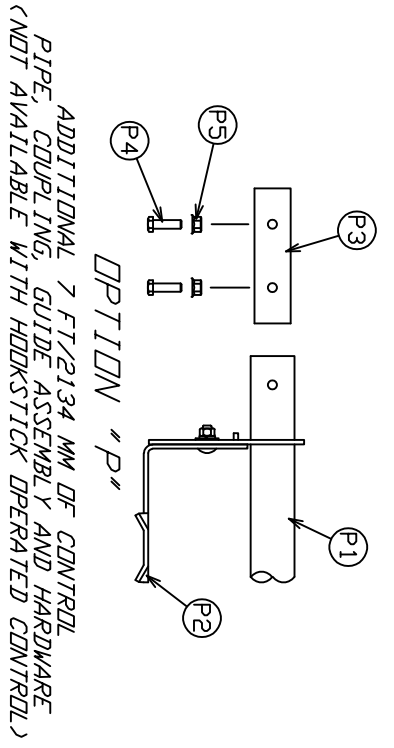 P3
P1
P5
P4
P2
OPTION "P"
ADDITIONAL 7 FT/2134 MM OF CONTROL
PIPE, COUPLING, GUIDE ASSEMBLY AND HARDWARE
(NOT AVAILABLE WITH HOOKSTICK OPERATED CONTROL)